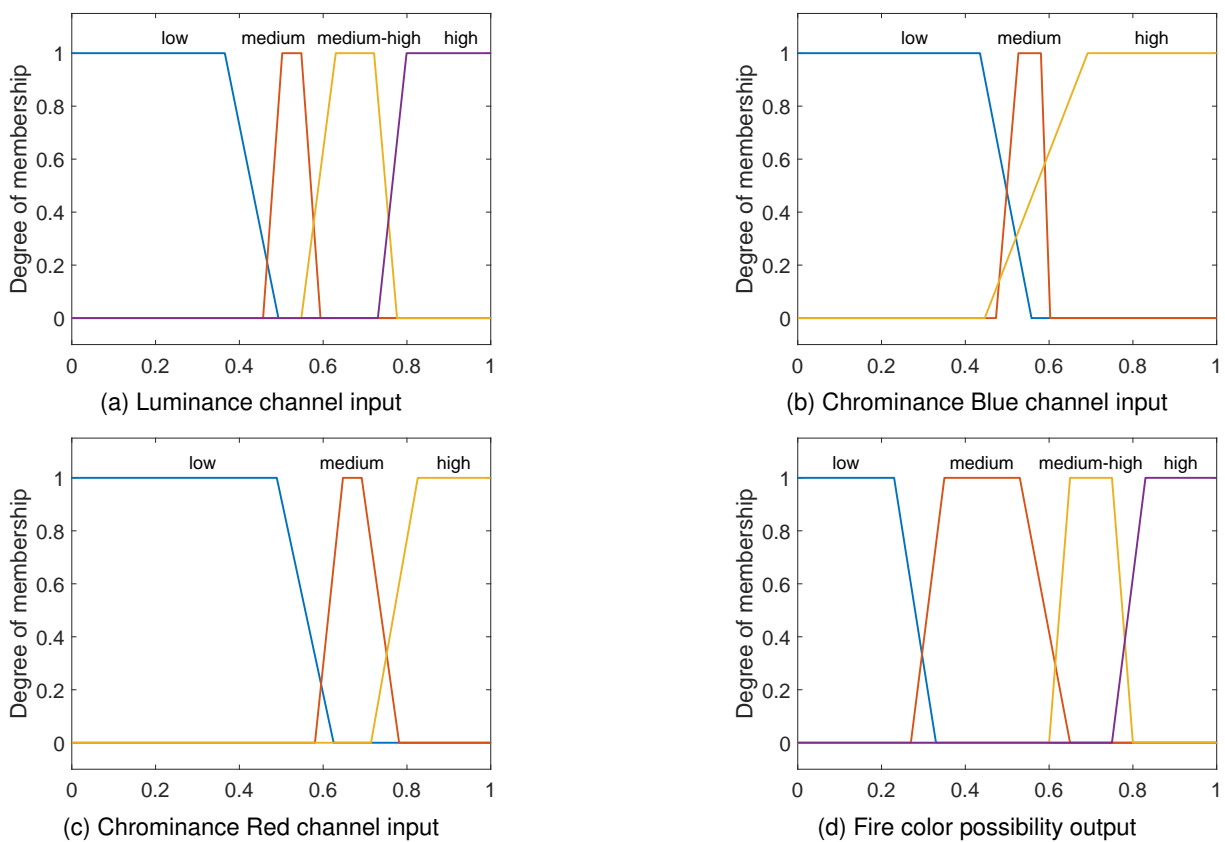 low medium medium-high high
1
0.8
0.6
0.4
0.2
0
Degree of membership
0 0.2 0.4 0.6 0.8 1
(a) Luminance channel input
low medium high
1
0.8
0.6
0.4
0.2
0
Degree of membership
0 0.2 0.4 0.6 0.8 1
(b) Chrominance Blue channel input
low medium high
1
0.8
0.6
0.4
0.2
0
Degree of membership
0 0.2 0.4 0.6 0.8 1
(c) Chrominance Red channel input
low medium medium-high high
1
0.8
0.6
0.4
0.2
0
Degree of membership
0 0.2 0.4 0.6 0.8 1
(d) Fire color possibility output